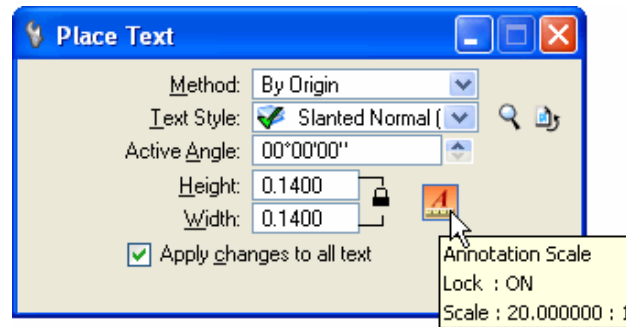 Place Text
Method: By Origin
Text Style: Slanted Normal (
Active Angle: 00°00'00"
Height: 0.1400
Width: 0.1400
Apply changes to all text
Annotation Scale
Lock : ON
Scale : 20.000000 : 1